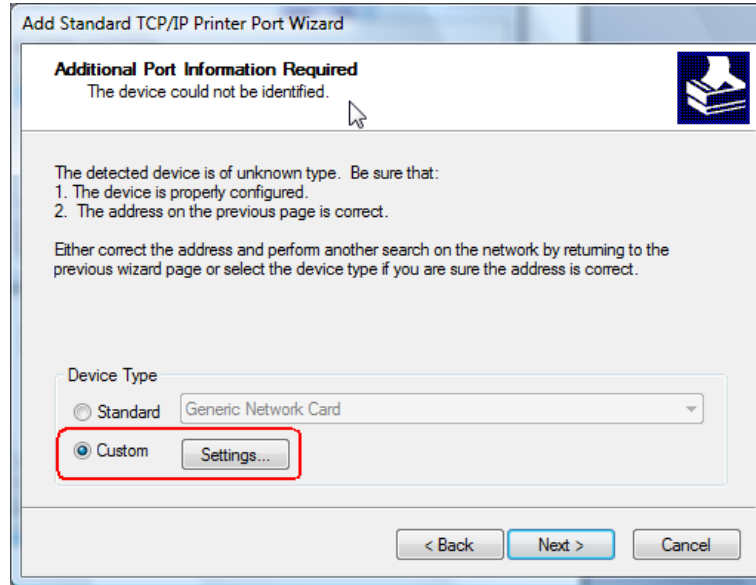 Add Standard TCP/IP Printer Port Wizard
Additional Port Information Required
The device could not be identified.
The detected device is of unknown type.  Be sure that:
1. The device is properly configured.
2.  The address on the previous page is correct.
Either correct the address and perform another search on the network by returning to the
previous wizard page or select the device type if you are sure the address is correct.
Device Type
Standard
Generic Network Card
Custom
Settings...
< Back
Next >
Cancel